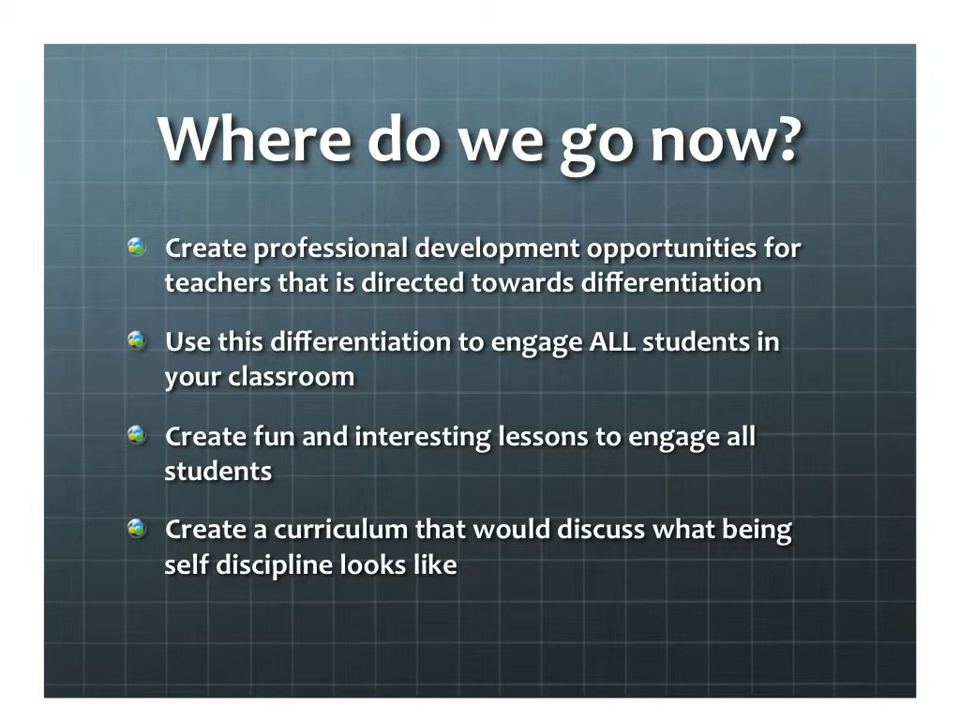 Where do we go now?
Create professional development opportunities for
teachers that is directed towards differentiation
Use this differentiation to engage ALL students in
your classroom
Create fun and interesting lessons to engage all
students
Create a curriculum that would discuss what being
self discipline looks like